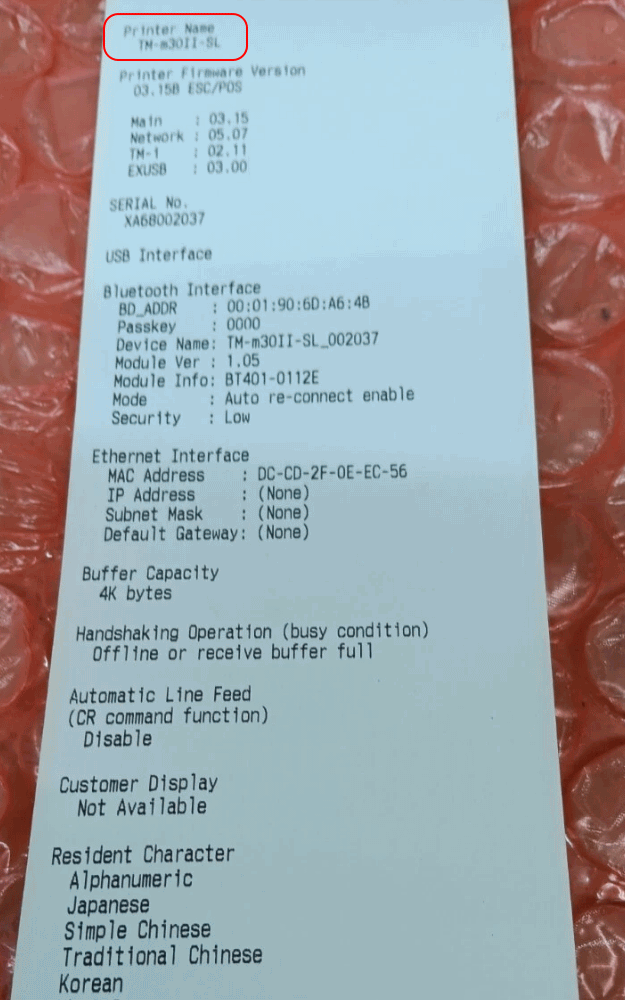 Printer Name
TM-m30II-SL
Printer Firmware Version
03.15B ESC/POS
Main : 03.15
Network : 05.07
TM-i : 02.11
EXUSB : 03.00
SERIAL No.
XA6B002037
USB Interface
Bluetooth Interface
BD_ADDR : 00:01:90:6D:A6:4B
Passkey : 0000
Device Name: TM-m30II-SL_002037
Module Ver : 1.05
Module Info: BT401-0112E
Mode : Auto re-connect enable
Security : Low
Ethernet Interface
MAC Address : DC-CD-2F-0E-EC-56
IP Address : (None)
Subnet Mask : (None)
Default Gateway: (None)
Buffer Capacity
4K bytes
Handshaking Operation (busy condition)
Offline or receive buffer full
Automatic Line Feed
(CR command function)
Disable
Customer Display
Not Available
Resident Character
Alphanumeric
Japanese
Simple Chinese
Traditional Chinese
Korean